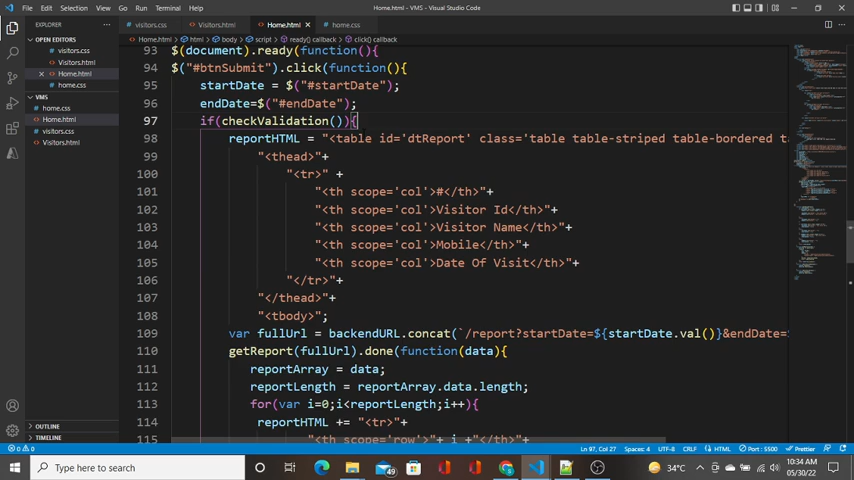 File Edit Selection View Go Run Terminal Help
Home.html - VMS - Visual Studio Code
EXPLORER
visitors.css
Visitors.html
Home.html
home.css
Home.html > html > body > script > ready() callback > click() callback
OPEN EDITORS
visitors.css
Visitors.html
Home.html
home.css
VMS
home.css
Home.html
visitors.css
Visitors.html
OUTLINE
TIMELINE
93 $(document).ready(function(){
94 $("#btnSubmit").click(function(){
95 startDate = $("#startDate");
96 endDate=$("#endDate");
97 if(checkValidation()){
98 reportHTML = "<table id='dtReport' class='table table-striped table-bordered t
99 "<thead>"+
100 "<tr>" +
101 "<th scope='col'>#</th>"+
102 "<th scope='col'>Visitor Id</th>"+
103 "<th scope='col'>Visitor Name</th>"+
104 "<th scope='col'>Mobile</th>"+
105 "<th scope='col'>Date Of Visit</th>"+
106 "</tr>"+
107 "</thead>"+
108 "<tbody>";
109 var fullUrl = backendURL.concat(`/report?startDate=${startDate.val()}&endDate=
110 getReport(fullUrl).done(function(data){
111 reportArray = data;
112 reportLength = reportArray.data.length;
113 for(var i=0;i<reportLength;i++){
114 reportHTML += "<tr>"+
115 "<th scope='row'>"+ i +"</th>"+
0 0
Ln 97, Col 27 Spaces: 4 UTF-8 CRLF HTML Port : 5500 Prettier
Type here to search
49
34°C
10:34 AM
05/30/22